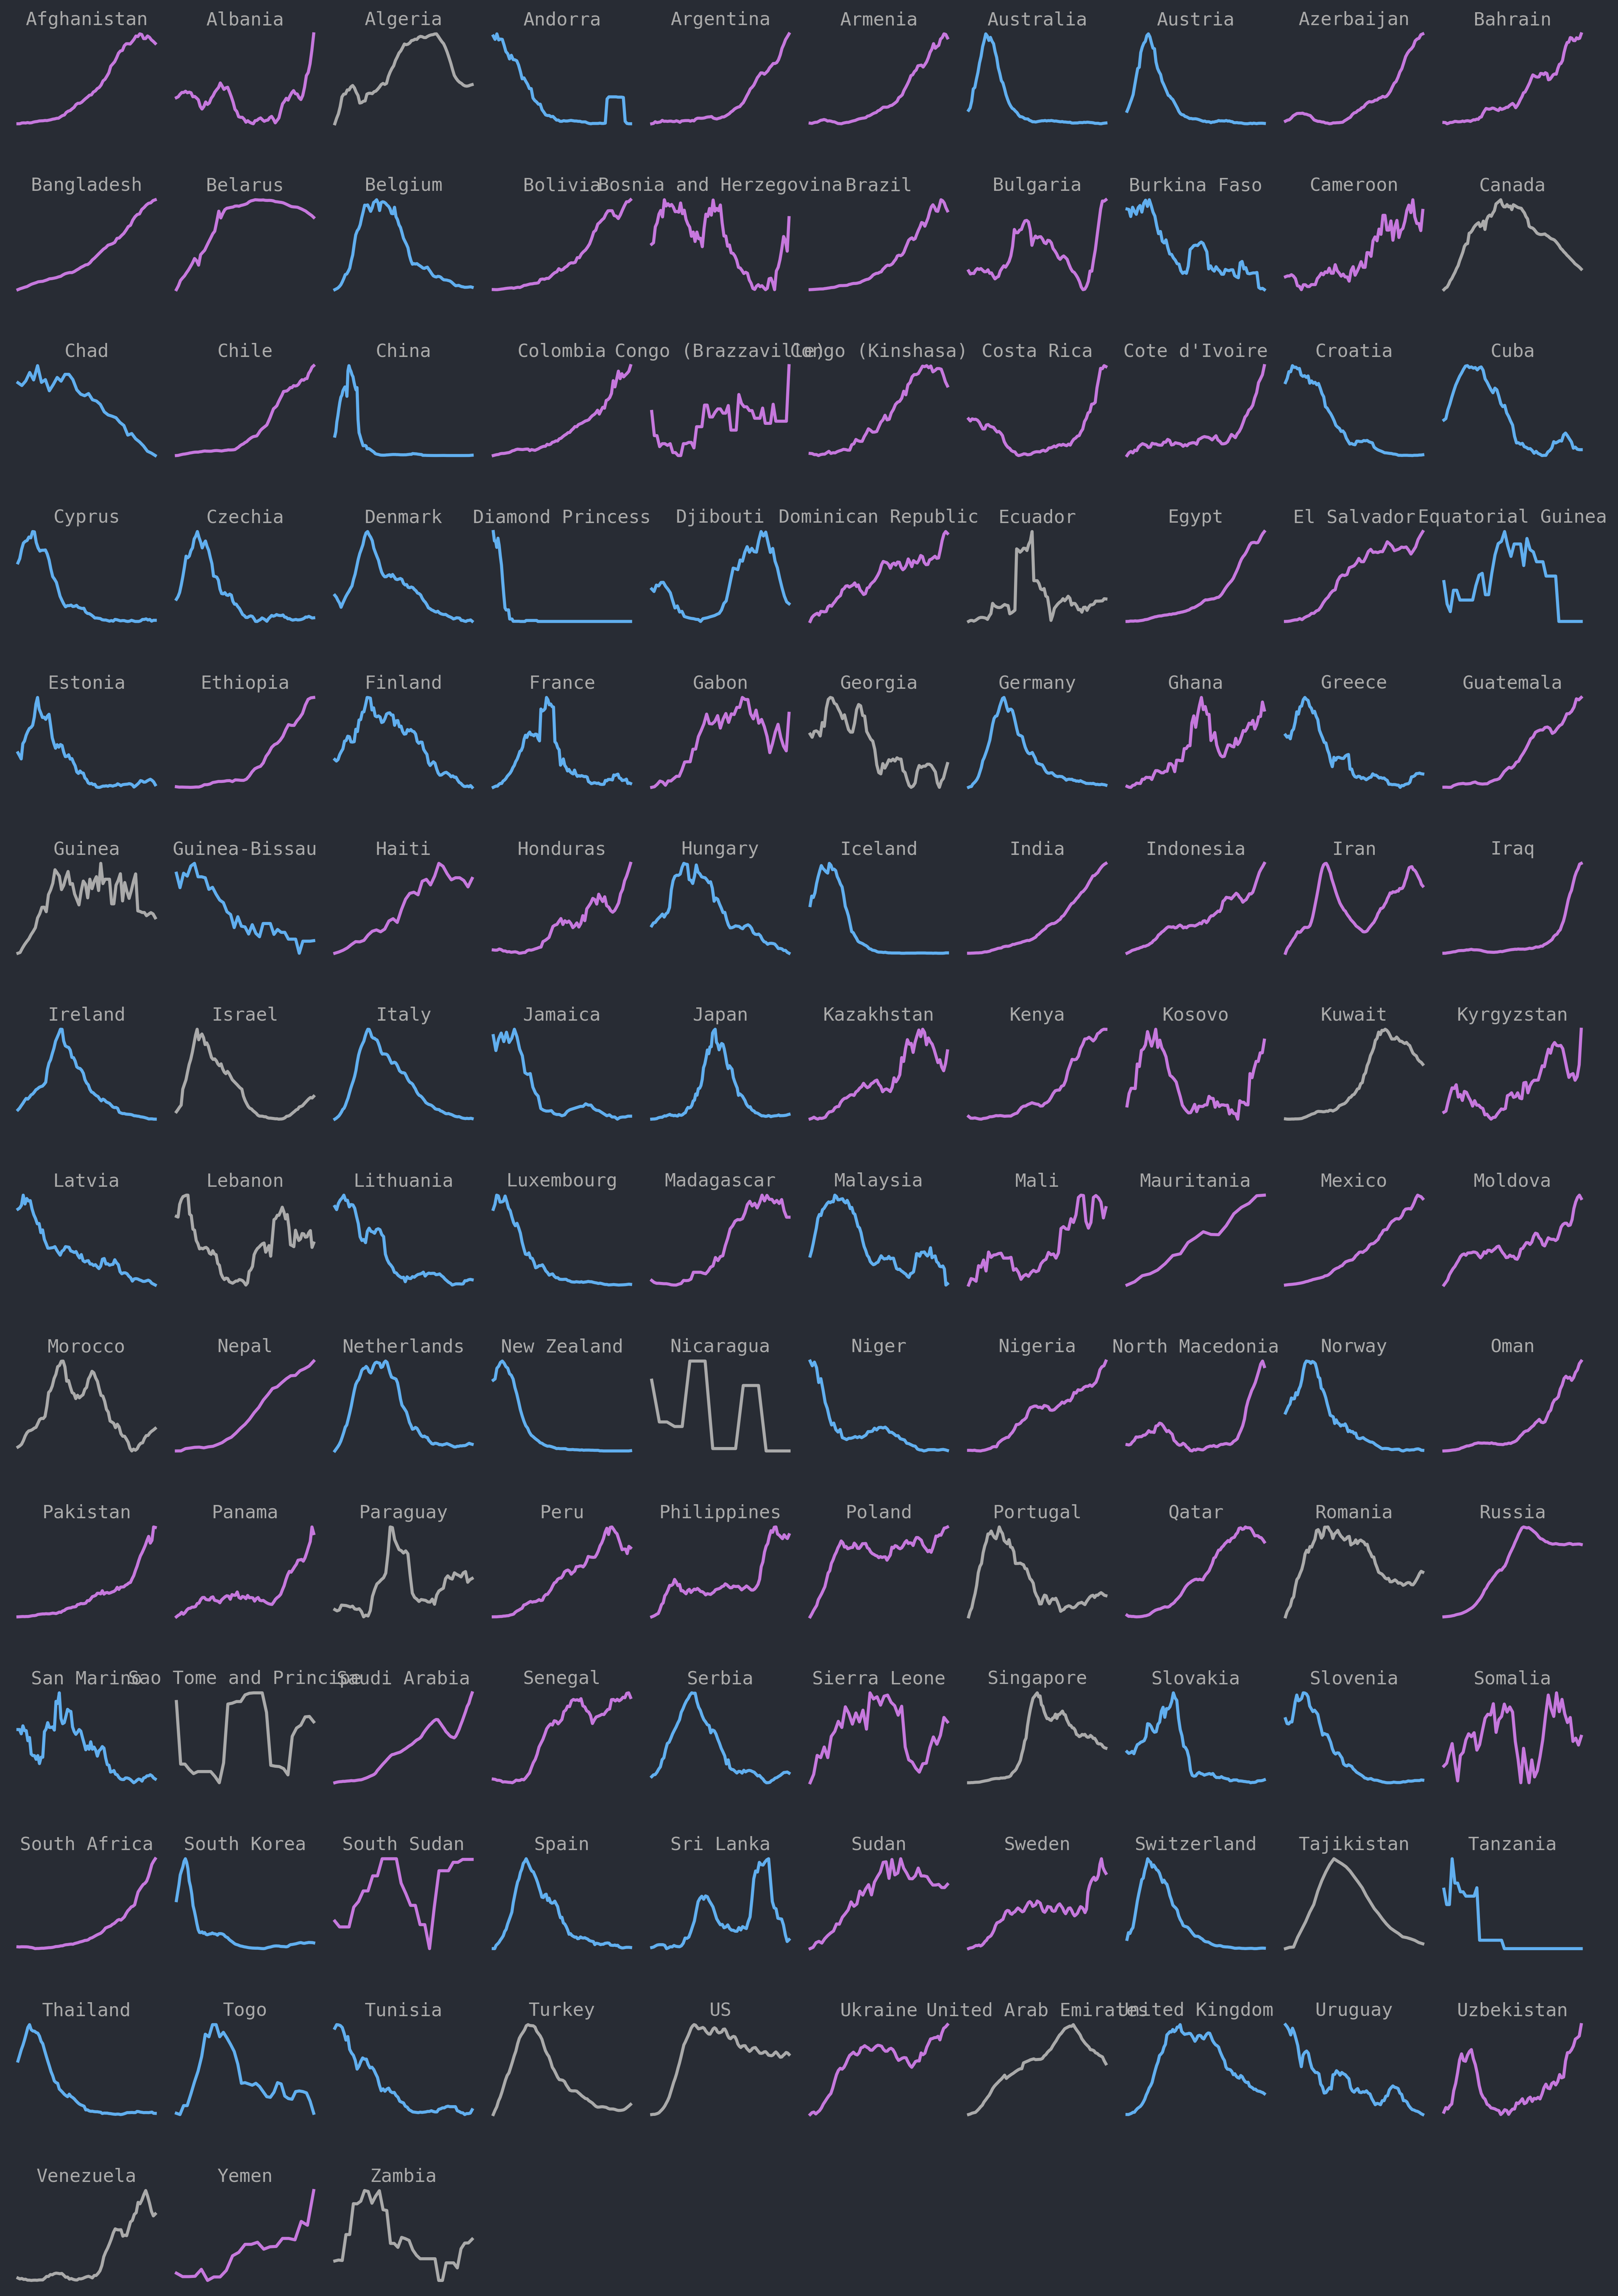 Afghanistan Albania Algeria Andorra Argentina Armenia Australia Austria Azerbaijan Bahrain
Bangladesh Belarus Belgium Bolivia Bosnia and Herzegovina Brazil Bulgaria Burkina Faso Cameroon Canada
Chad Chile China Colombia Congo (Brazzaville) Congo (Kinshasa) Costa Rica Cote d'Ivoire Croatia Cuba
Cyprus Czechia Denmark Diamond Princess Djibouti Dominican Republic Ecuador Egypt El Salvador Equatorial Guinea
Estonia Ethiopia Finland France Gabon Georgia Germany Ghana Greece Guatemala
Guinea Guinea-Bissau Haiti Honduras Hungary Iceland India Indonesia Iran Iraq
Ireland Israel Italy Jamaica Japan Kazakhstan Kenya Kosovo Kuwait Kyrgyzstan
Latvia Lebanon Lithuania Luxembourg Madagascar Malaysia Mali Mauritania Mexico Moldova
Morocco Nepal Netherlands New Zealand Nicaragua Niger Nigeria North Macedonia Norway Oman
Pakistan Panama Paraguay Peru Philippines Poland Portugal Qatar Romania Russia
San Marino Sao Tome and Principe Saudi Arabia Senegal Serbia Sierra Leone Singapore Slovakia Slovenia Somalia
South Africa South Korea South Sudan Spain Sri Lanka Sudan Sweden Switzerland Tajikistan Tanzania
Thailand Togo Tunisia Turkey US Ukraine United Arab Emirates United Kingdom Uruguay Uzbekistan
Venezuela Yemen Zambia